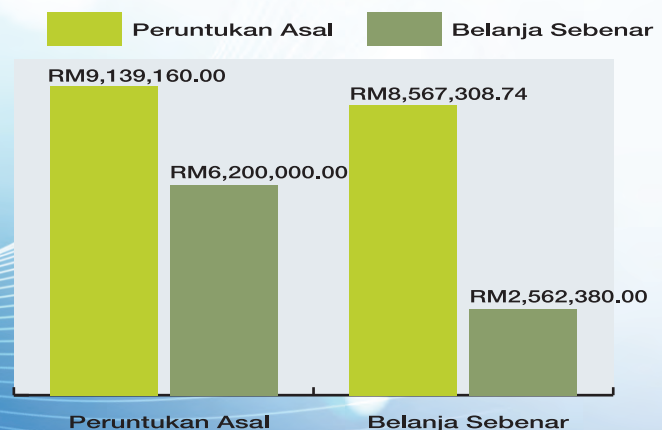 Peruntukan Asal Belanja Sebenar
RM9,139,160.00
RM8,567,308.74
RM6,200,000.00
RM2,562,380.00
Peruntukan Asal Belanja Sebenar